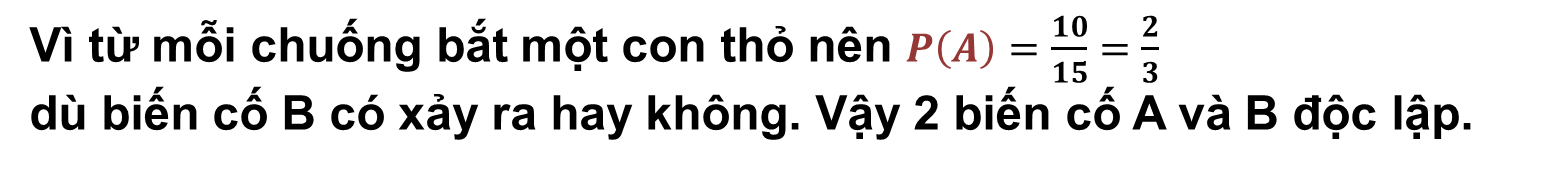 Vì từ mỗi chuống bắt một con thỏ nên P(A) = 10/15 = 2/3
dù biến cố B có xảy ra hay không. Vậy 2 biến cố A và B độc lập.